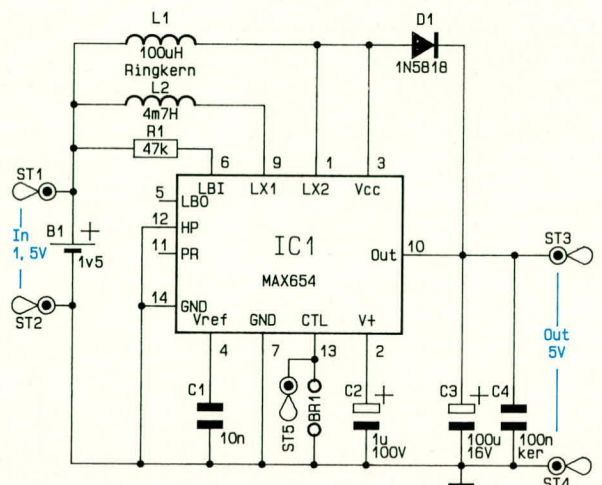 L1
D1
100uH
Ringkern
1N5818
L2
4m7H
R1
47k
6
9
1
3
ST1
LBI
LX1
LX2
Vcc
5
LBO
12
HP
11
PR
IC1
MAX654
Out
10
ST3
In
1,5V
B1
+
1v5
14
GND
ST2
Vref
GND
CTL
V+
Out
5V
4
7
13
2
C1
10n
ST5
BR1
C2
+
1u
100V
C3
+
100u
16V
C4
100n
ker
ST4